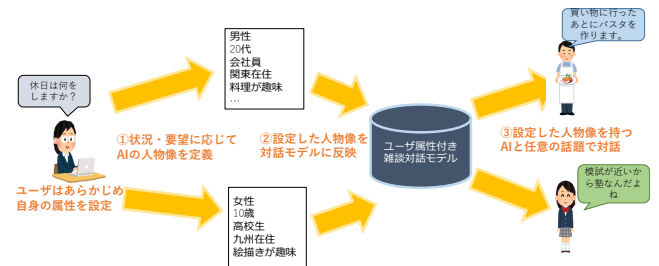 休日は何を
しますか？
ユーザはあらかじめ
自身の属性を設定
①状況・要望に応じて
AIの人物像を定義
男性
20代
会社員
関東在住
料理が趣味
…
女性
10歳
高校生
九州在住
絵描きが趣味
②設定した人物像を
対話モデルに反映
ユーザ属性付き
雑談対話モデル
③設定した人物像を持つ
AIと任意の話題で対話
買い物に行った
あとにパスタを
作ります。
模試が近いか
ら塾なんだよ
ね